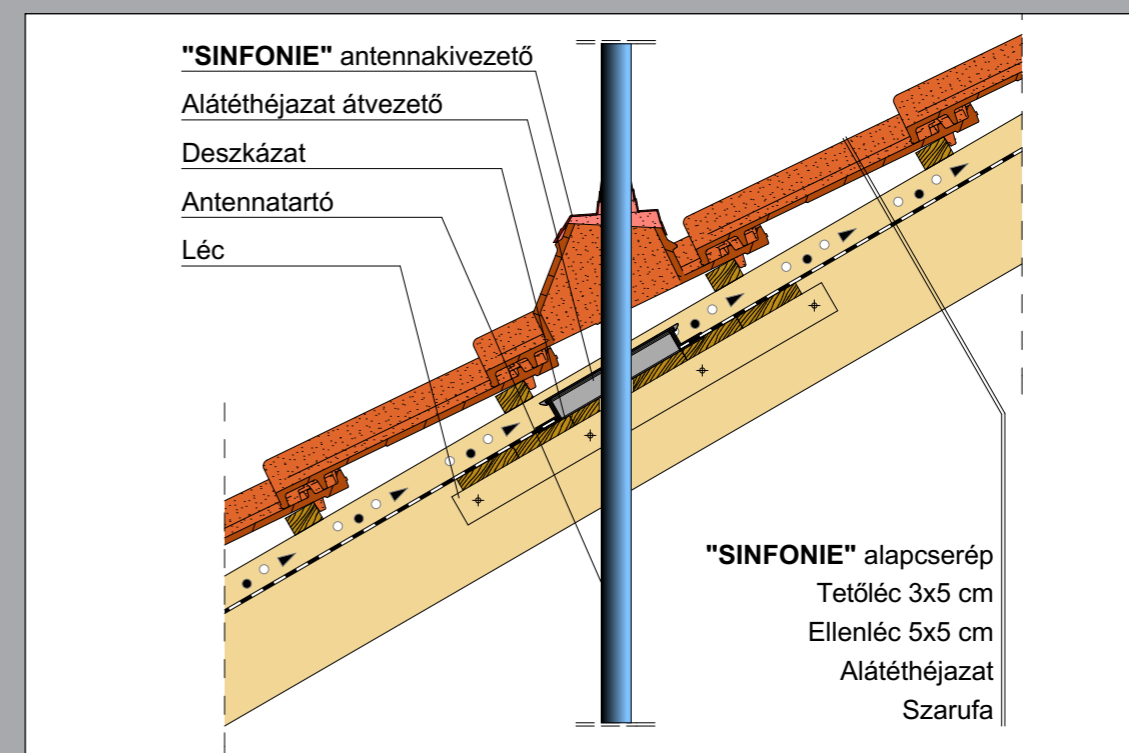 "SINFONIE" antennakivezető
Alátéthéjazat átvezető
Deszkázat
Antennatartó
Léc
"SINFONIE" alapcserép
Tetőléc 3x5 cm
Ellenléc 5x5 cm
Alátéthéjazat
Szarufa